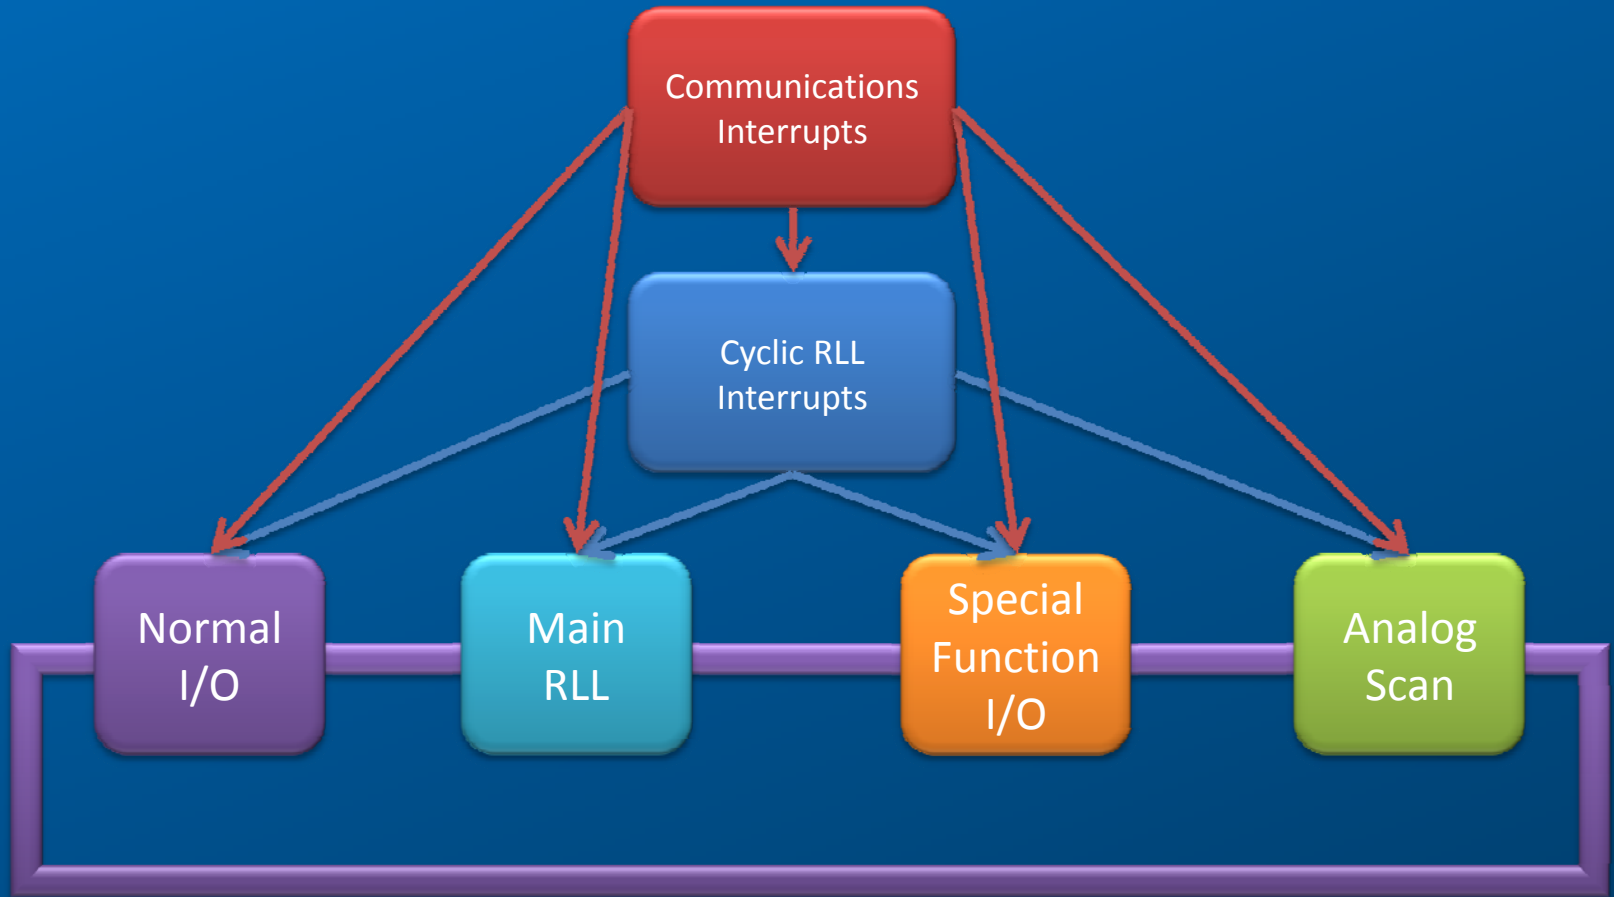 Communications
Interrupts
Cyclic RLL
Interrupts
Normal
I/O
Main
RLL
Special
Function
I/O
Analog
Scan